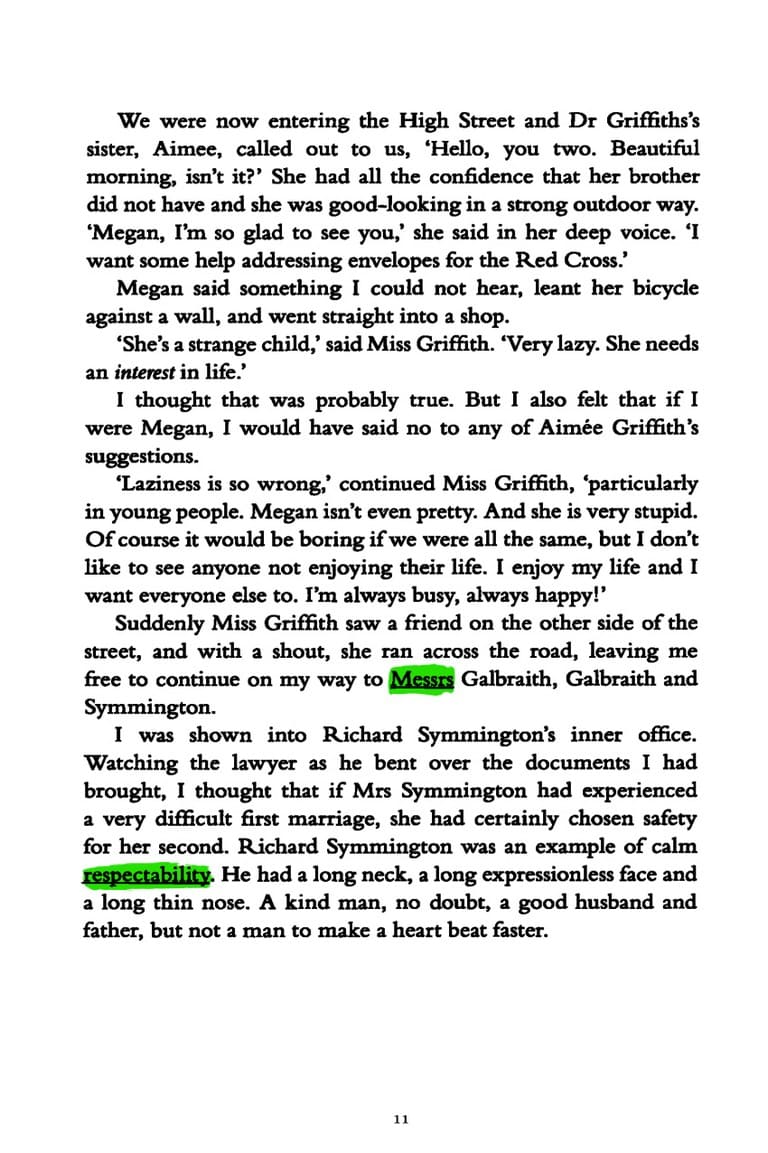 We were now entering the High Street and Dr Griffiths's
sister, Aimee, called out to us, ‘Hello, you two. Beautiful
morning, isn't it?’ She had all the confidence that her brother
did not have and she was good-looking in a strong outdoor way.
‘Megan, I'm so glad to see you,’ she said in her deep voice. ‘I
want some help addressing envelopes for the Red Cross.’
Megan said something I could not hear, leant her bicycle
against a wall, and went straight into a shop.
‘She's a strange child,’ said Miss Griffith. ‘Very lazy. She needs
an interest in life.’
I thought that was probably true. But I also felt that if I
were Megan, I would have said no to any of Aimée Griffith's
suggestions.
‘Laziness is so wrong,’ continued Miss Griffith, ‘particularly
in young people. Megan isn't even pretty. And she is very stupid.
Of course it would be boring if we were all the same, but I don't
like to see anyone not enjoying their life. I enjoy my life and I
want everyone else to. I'm always busy, always happy!’
Suddenly Miss Griffith saw a friend on the other side of the
street, and with a shout, she ran across the road, leaving me
free to continue on my way to Messrs Galbraith, Galbraith and
Symmington.
I was shown into Richard Symmington's inner office.
Watching the lawyer as he bent over the documents I had
brought, I thought that if Mrs Symmington had experienced
a very difficult first marriage, she had certainly chosen safety
for her second. Richard Symmington was an example of calm
respectability. He had a long neck, a long expressionless face and
a long thin nose. A kind man, no doubt, a good husband and
father, but not a man to make a heart beat faster.
11